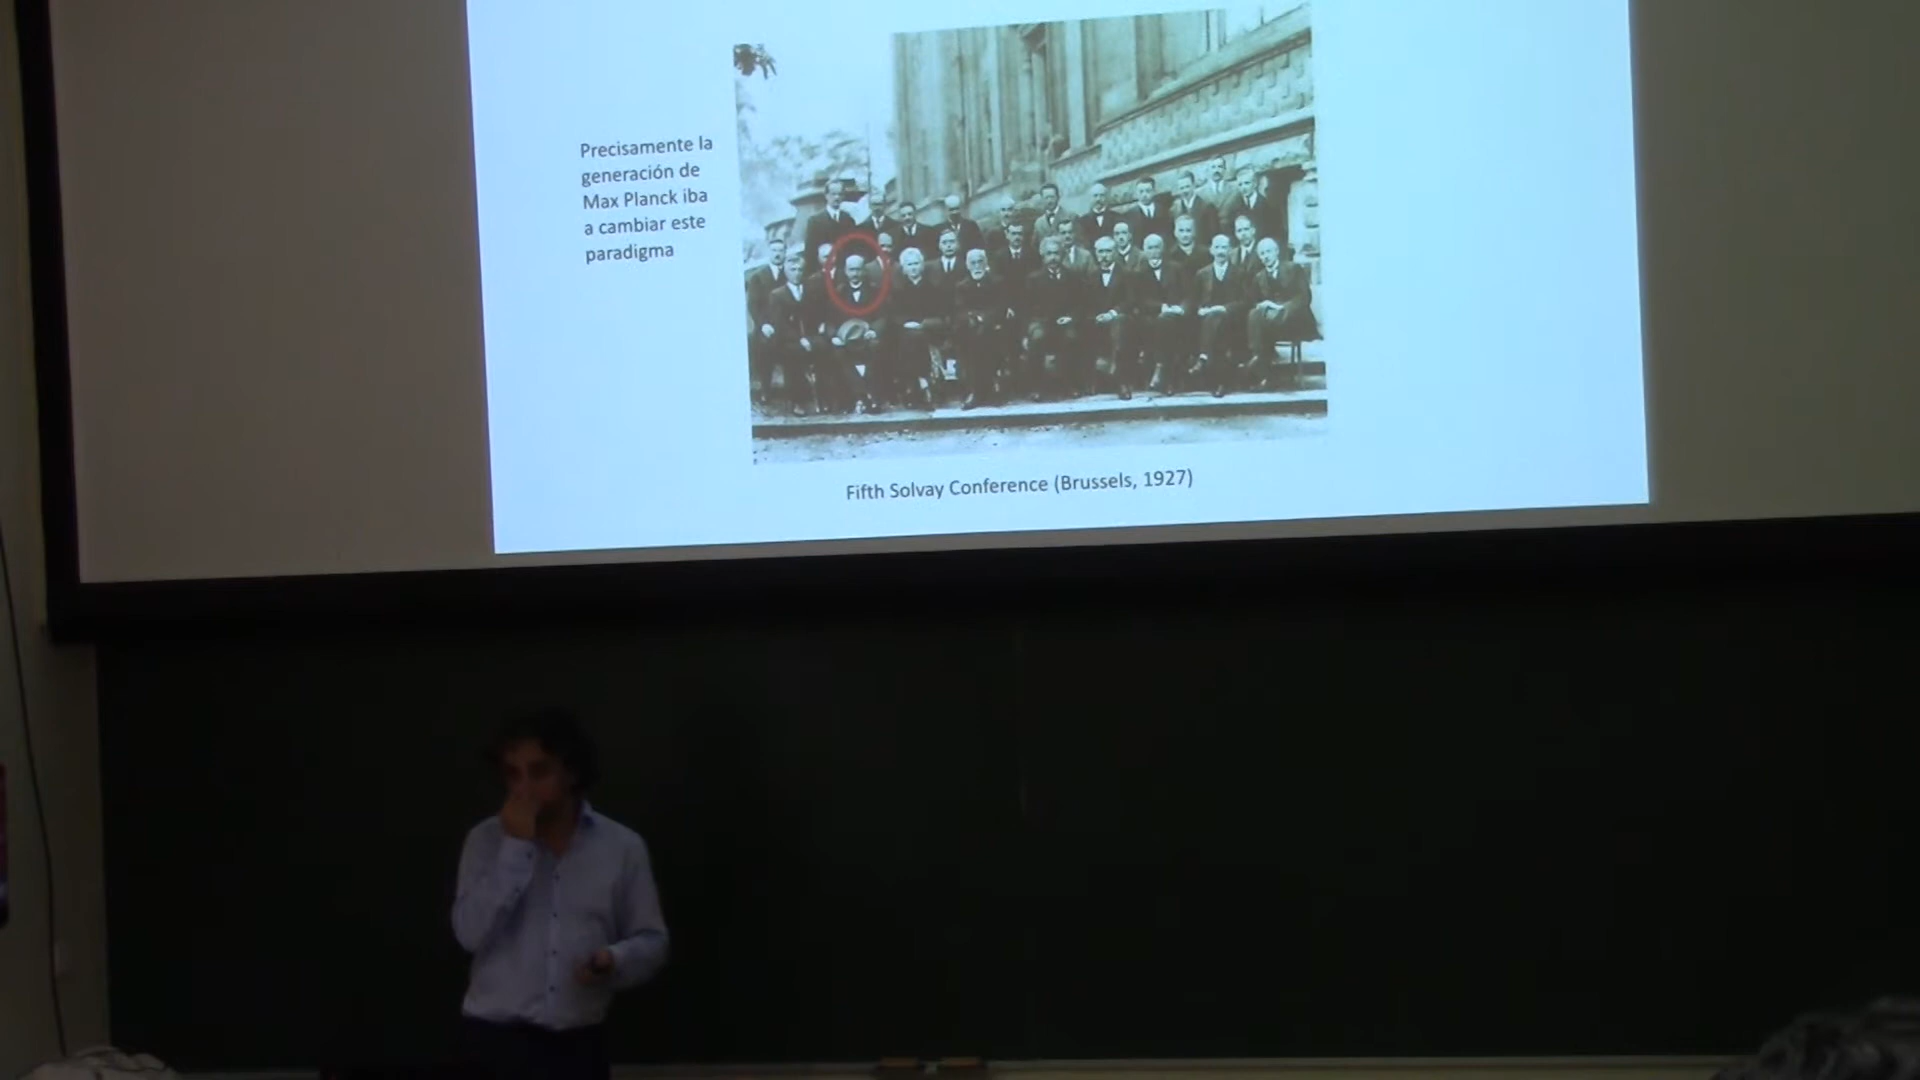 Precisamente la
generación de
Max Planck iba
a cambiar este
paradigma
Fifth Solvay Conference (Brussels, 1927)